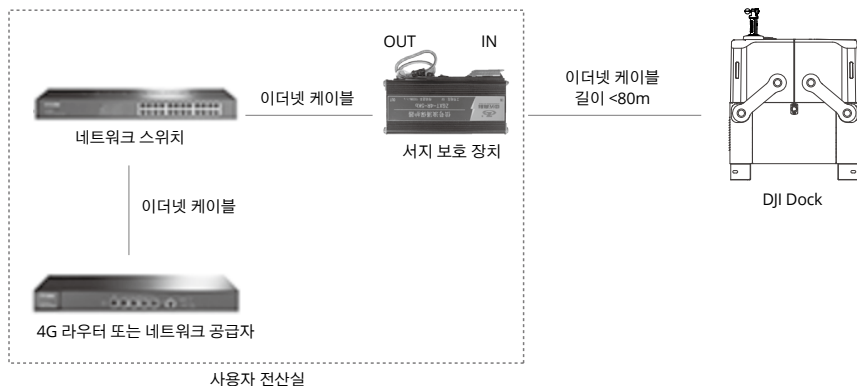 OUT
IN
이더넷 케이블
이더넷 케이블
길이 <80m
네트워크 스위치
서지 보호 장치
이더넷 케이블
DJI Dock
4G 라우터 또는 네트워크 공급자
사용자 전산실